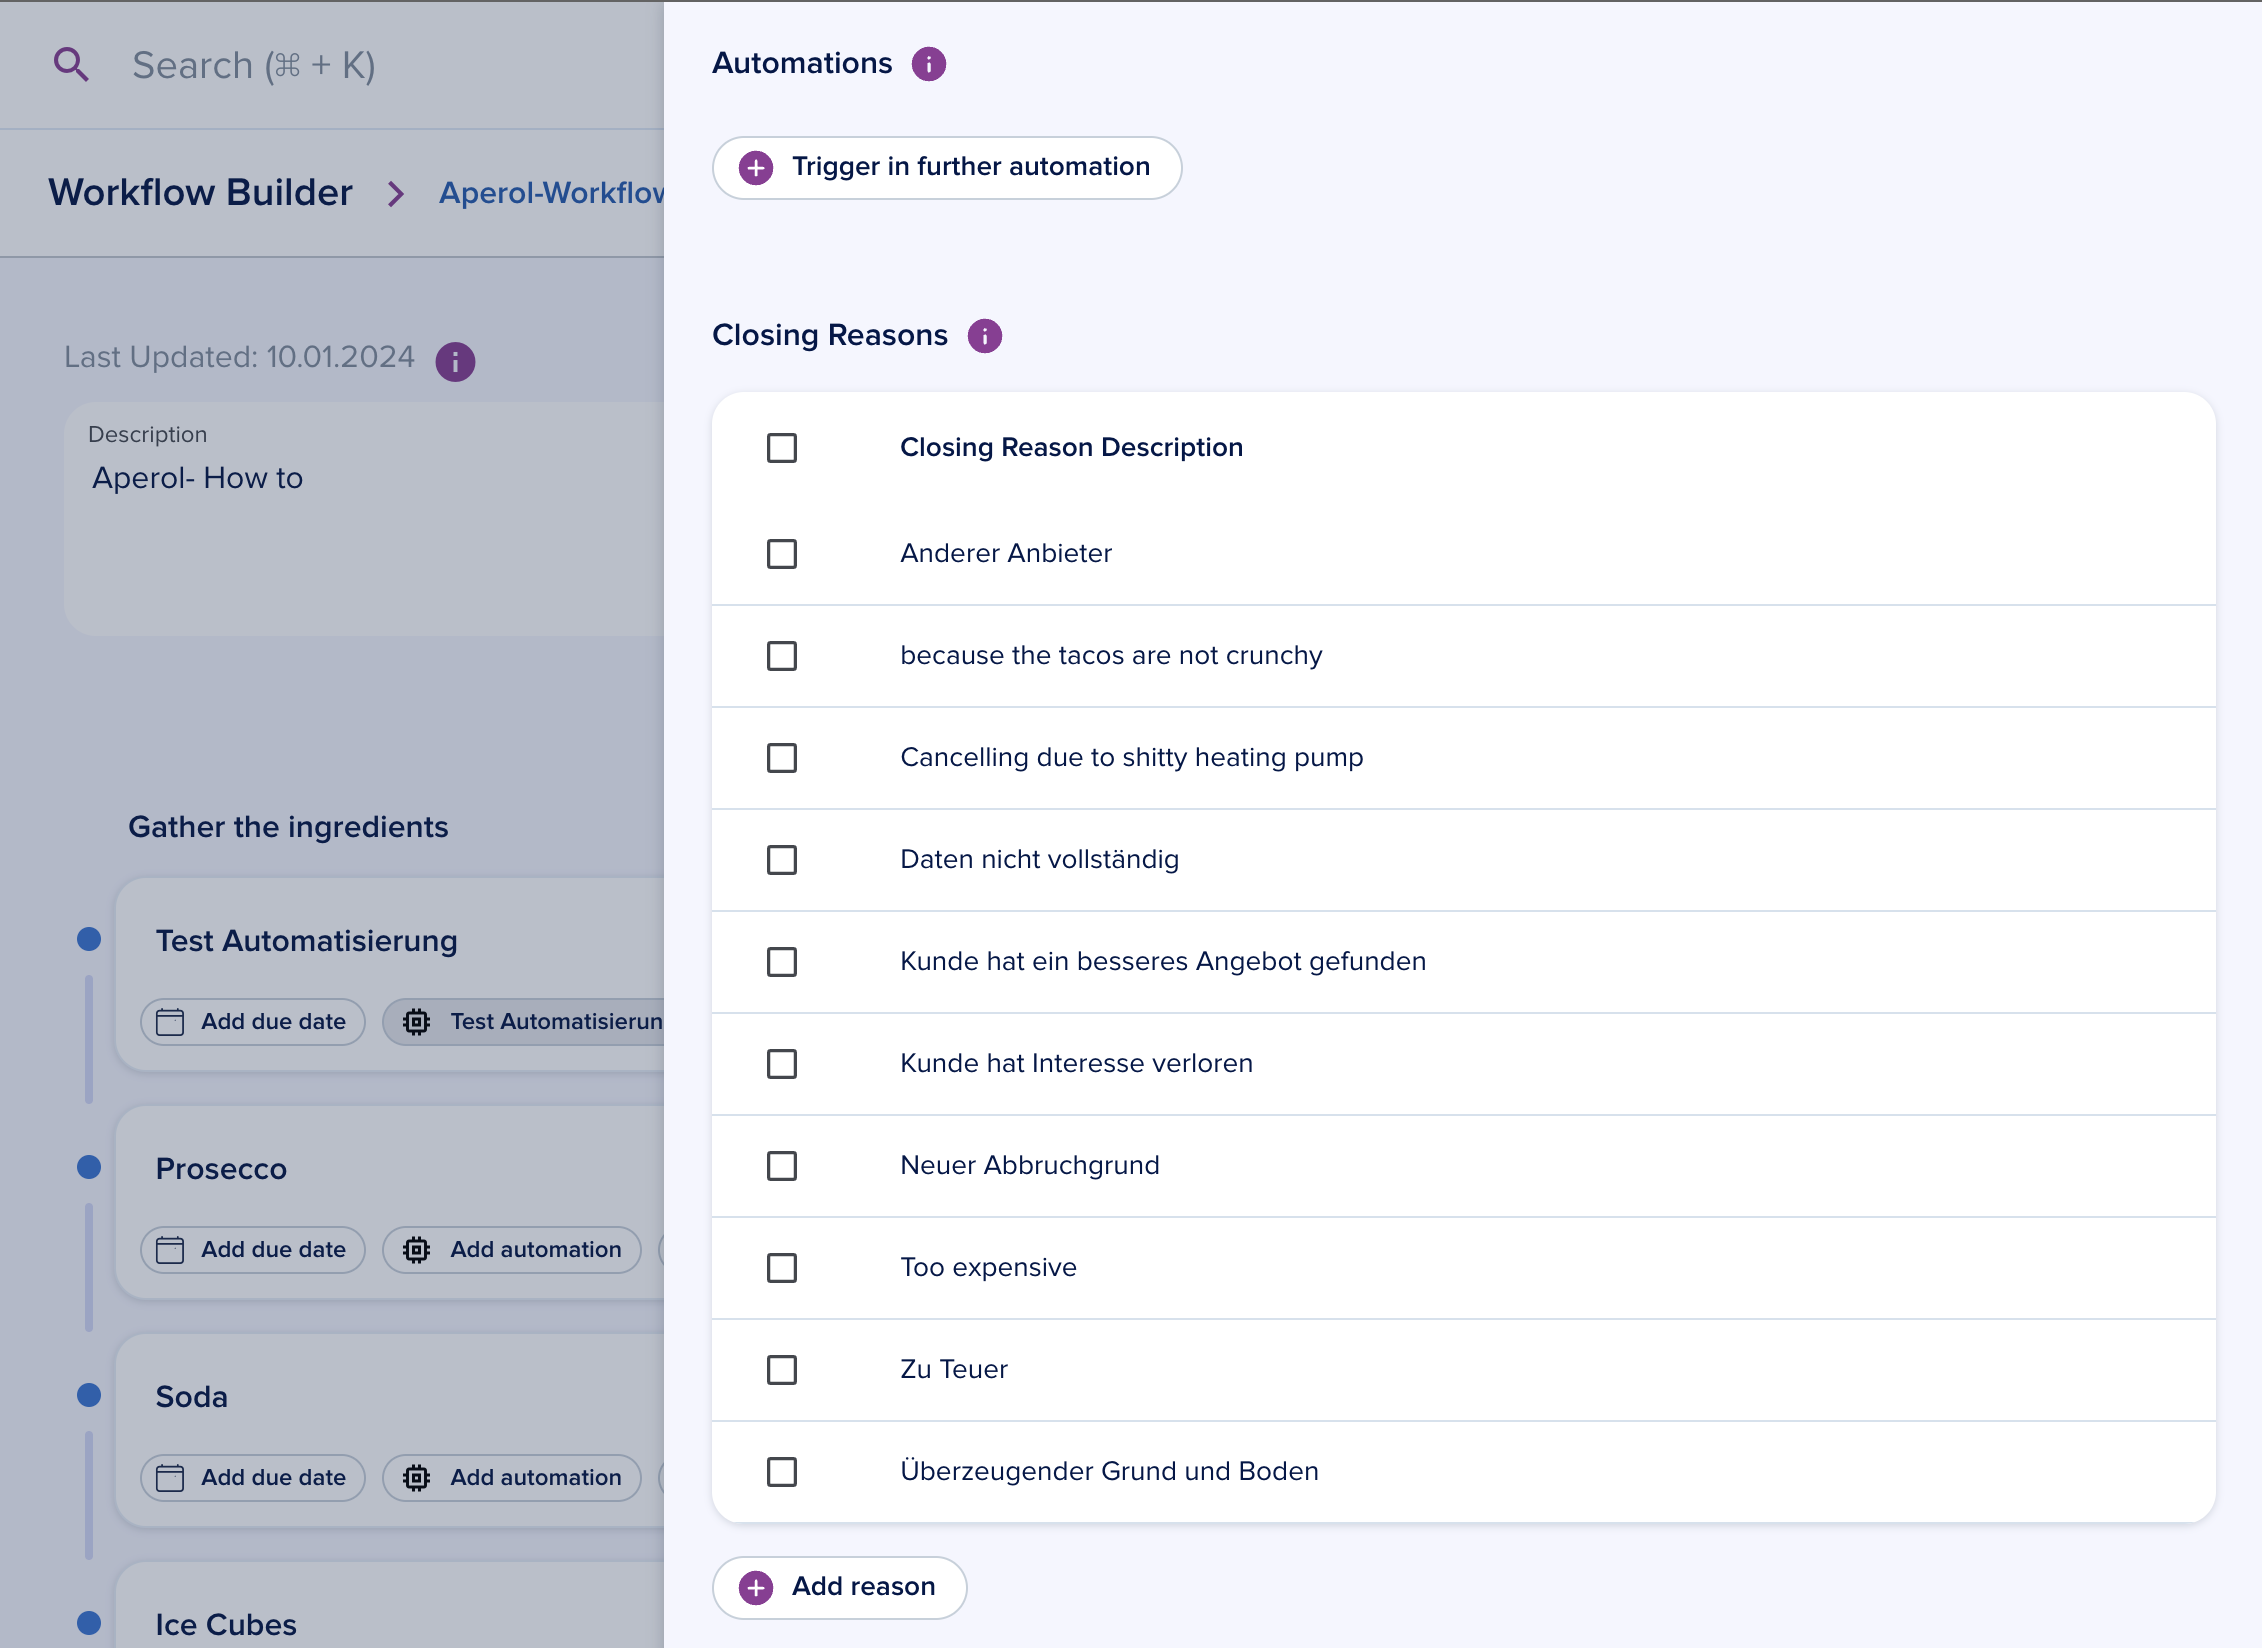 Search (⌘ + K)
Workflow Builder
Aperol-Workflow
Last Updated: 10.01.2024
Description
Aperol- How to
Gather the ingredients
Test Automatisierung
Add due date
Test Automatisierun
Prosecco
Add due date
Add automation
Soda
Add due date
Add automation
Ice Cubes
Automations
Trigger in further automation
Closing Reasons
Closing Reason Description
Anderer Anbieter
because the tacos are not crunchy
Cancelling due to shitty heating pump
Daten nicht vollständig
Kunde hat ein besseres Angebot gefunden
Kunde hat Interesse verloren
Neuer Abbruchgrund
Too expensive
Zu Teuer
Überzeugender Grund und Boden
Add reason